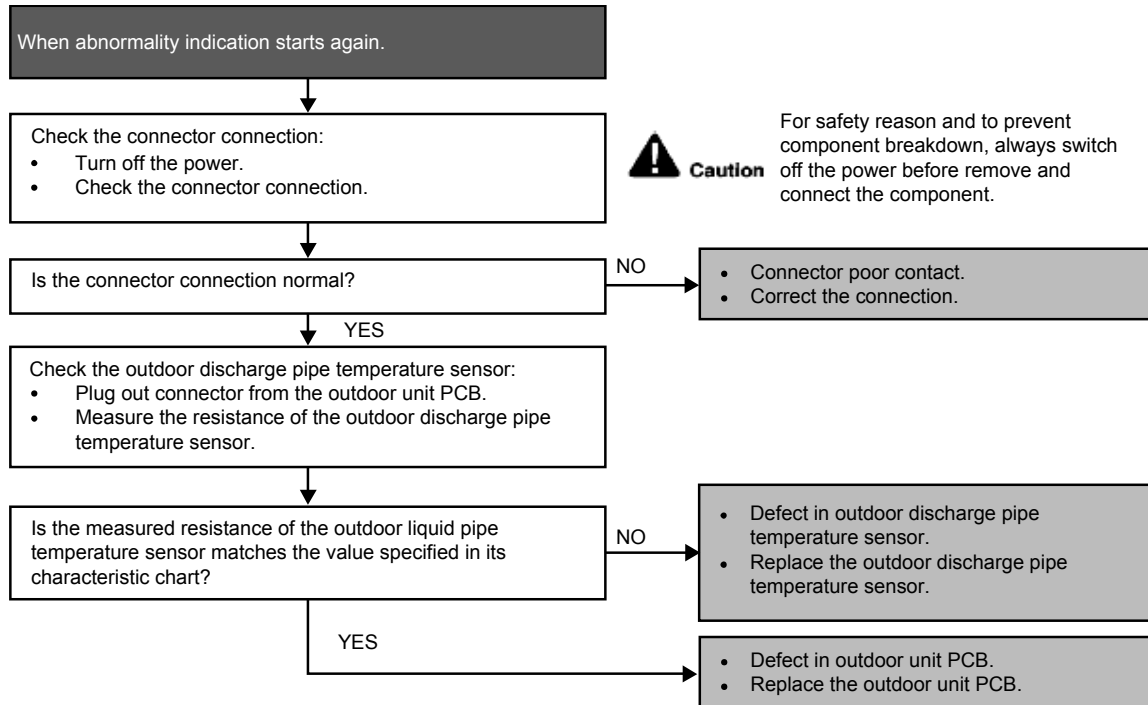 When abnormality indication starts again.
Check the connector connection:
• Turn off the power.
• Check the connector connection.
Caution
For safety reason and to prevent
component breakdown, always switch
off the power before remove and
connect the component.
Is the connector connection normal?
NO
• Connector poor contact.
• Correct the connection.
YES
Check the outdoor discharge pipe temperature sensor:
• Plug out connector from the outdoor unit PCB.
• Measure the resistance of the outdoor discharge pipe
temperature sensor.
Is the measured resistance of the outdoor liquid pipe
temperature sensor matches the value specified in its
characteristic chart?
NO
• Defect in outdoor discharge pipe
temperature sensor.
• Replace the outdoor discharge pipe
temperature sensor.
YES
• Defect in outdoor unit PCB.
• Replace the outdoor unit PCB.